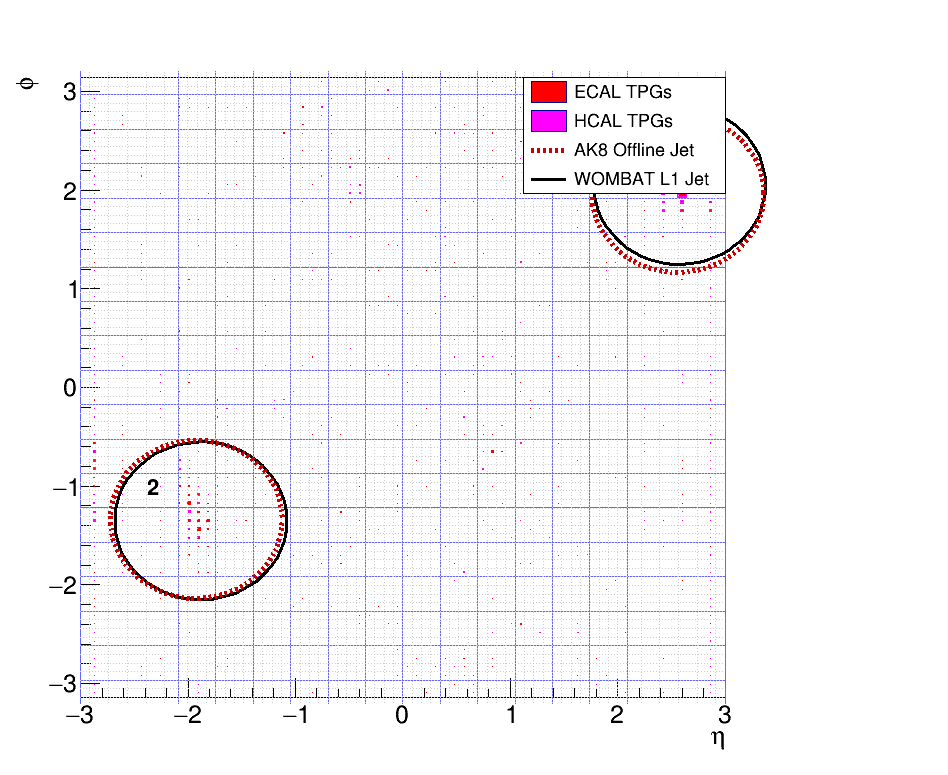 ϕ
3
2
1
0
−1
−2
−3
ECAL TPGs
HCAL TPGs
AK8 Offline Jet
WOMBAT L1 Jet
2
−3 −2 −1 0 1 2 3
η